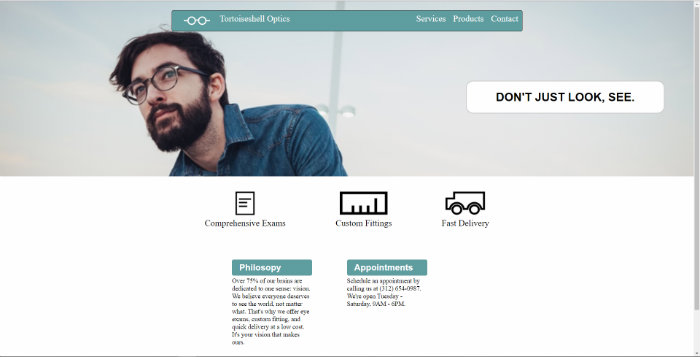 Tortoiseshell Optics Services Products Contact
DON'T JUST LOOK, SEE.
Comprehensive Exams
Custom Fittings
Fast Delivery
Philosopy
Over 75% of our brains are
dedicated to one sense: vision.
We believe everyone deserves
to see the world, not matter
what. That's why we offer eye
exams, custom fitting, and
quick delivery at a low cost.
It's your vision that makes
ours.
Appointments
Schedule an appointment by
calling us at (312) 654-0987.
We're open Tuesday -
Saturday, 9AM - 6PM.